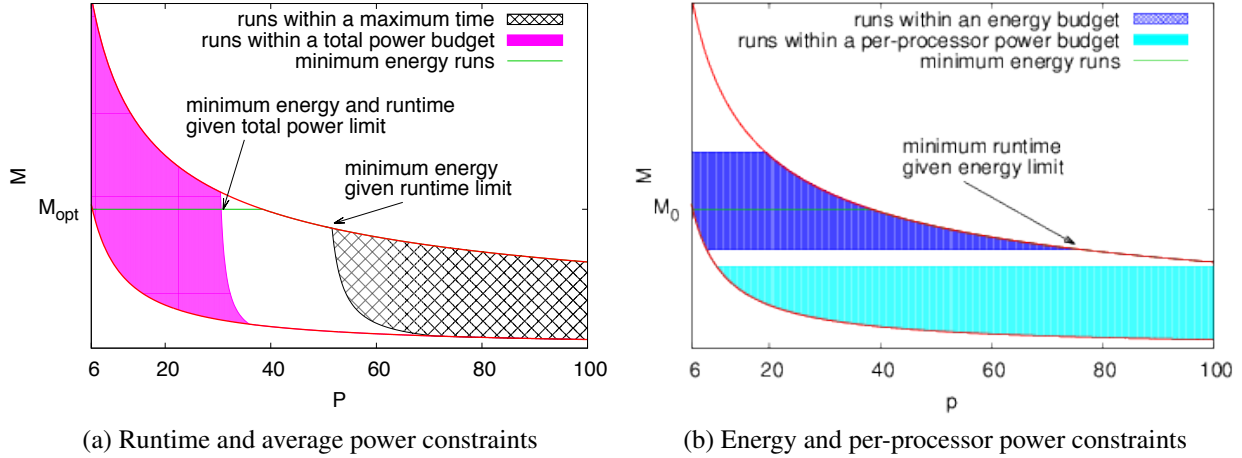 runs within a maximum time
runs within a total power budget
minimum energy runs
minimum energy and runtime
given total power limit
minimum energy
given runtime limit
M
M_opt
6 20 40 60 80 100
P
(a) Runtime and average power constraints
runs within an energy budget
runs within a per-processor power budget
minimum energy runs
minimum runtime
given energy limit
M
M_0
6 20 40 60 80 100
p
(b) Energy and per-processor power constraints